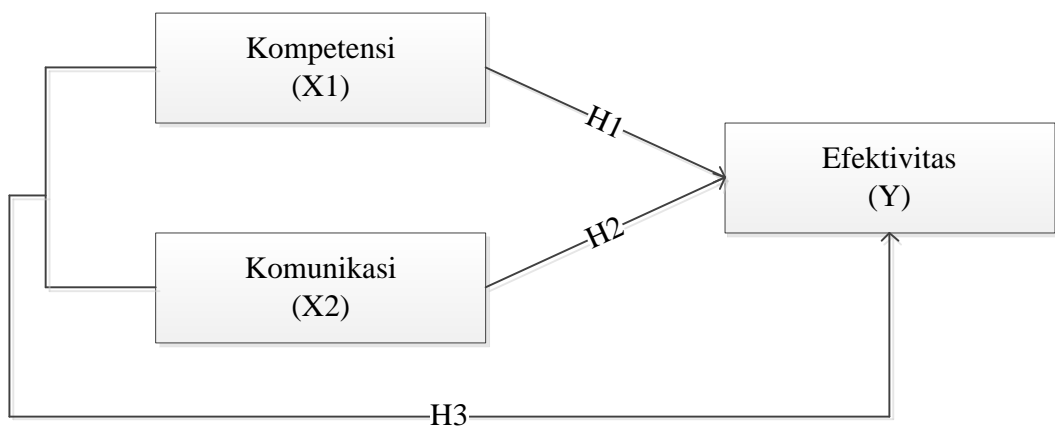 Kompetensi
(X1)
H1
Efektivitas
(Y)
H2
Komunikasi
(X2)
H3